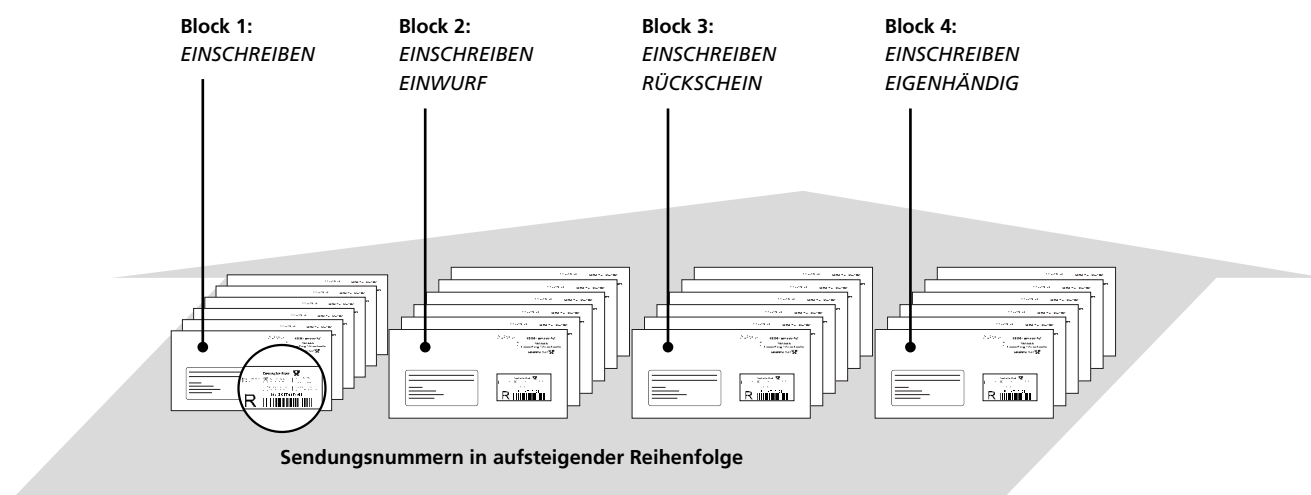 Block 1:
EINSCHREIBEN
Block 2:
EINSCHREIBEN
EINWURF
Block 3:
EINSCHREIBEN
RÜCKSCHEIN
Block 4:
EINSCHREIBEN
EIGENHÄNDIG
R
R
R
R
Sendungsnummern in aufsteigender Reihenfolge